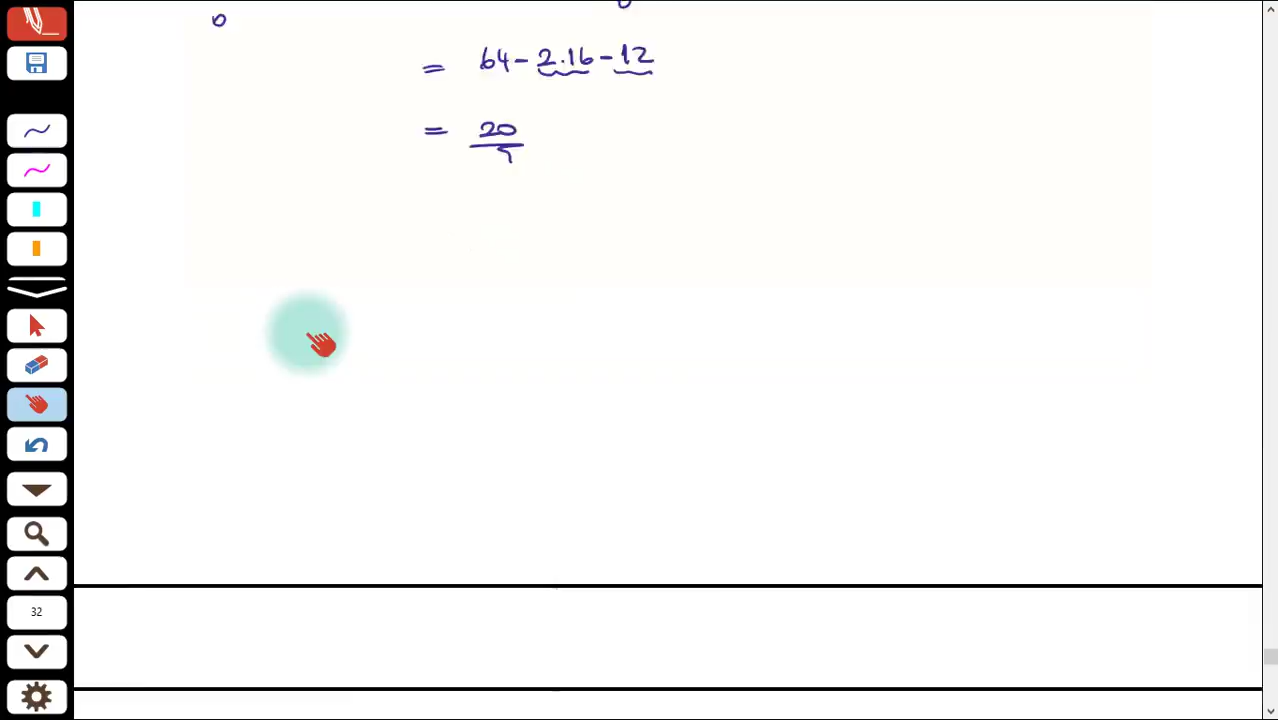 = 64 - 2.16 - 12
= 20
32